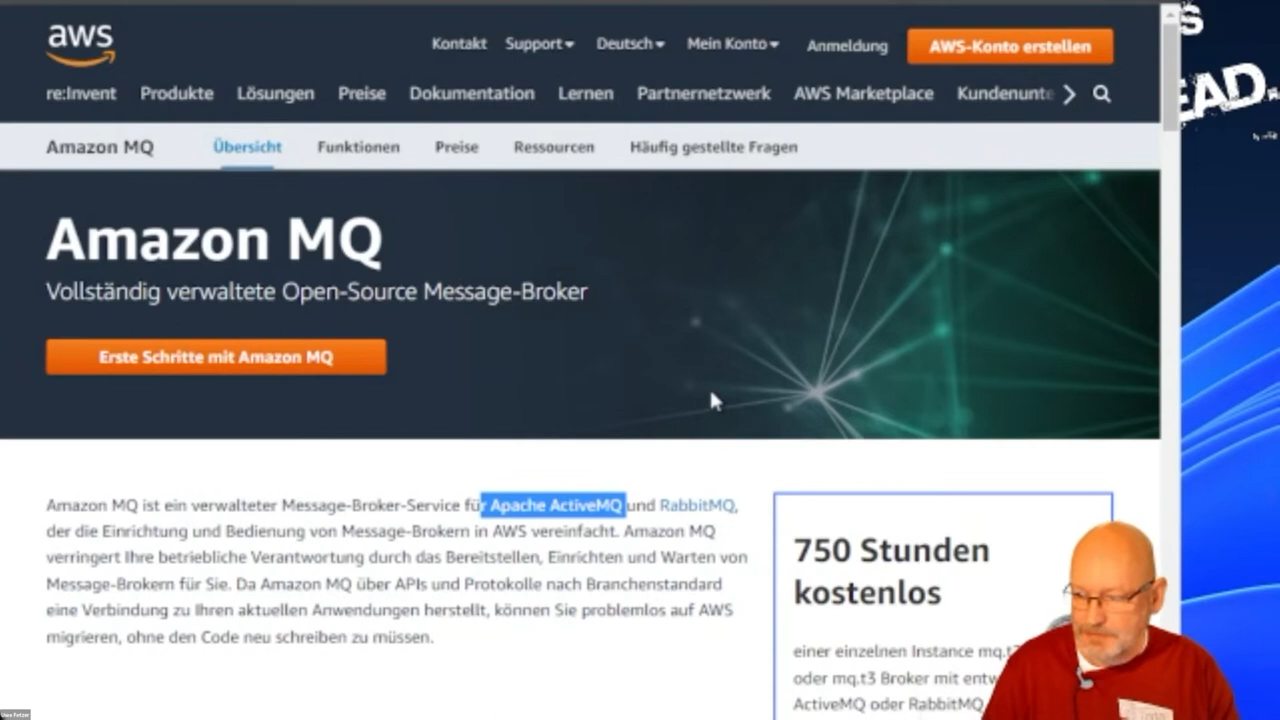 aws
Kontakt Support Deutsch Mein Konto Anmeldung AWS-Konto erstellen
re:Invent Produkte Lösungen Preise Dokumentation Lernen Partnernetzwerk AWS Marketplace Kundenunte
Amazon MQ Übersicht Funktionen Preise Ressourcen Häufig gestellte Fragen
Amazon MQ
Vollständig verwaltete Open-Source Message-Broker
Erste Schritte mit Amazon MQ
Amazon MQ ist ein verwalteter Message-Broker-Service für Apache ActiveMQ und RabbitMQ,
der die Einrichtung und Bedienung von Message-Brokern in AWS vereinfacht. Amazon MQ
verringert Ihre betriebliche Verantwortung durch das Bereitstellen, Einrichten und Warten von
Message-Brokern für Sie. Da Amazon MQ über APIs und Protokolle nach Branchenstandard
eine Verbindung zu Ihren aktuellen Anwendungen herstellt, können Sie problemlos auf AWS
migrieren, ohne den Code neu schreiben zu müssen.
750 Stunden
kostenlos
einer einzelnen Instance mq.t
oder mq.t3 Broker mit entw
ActiveMQ oder RabbitMQ
S
EAD.
Uwe Fetzer